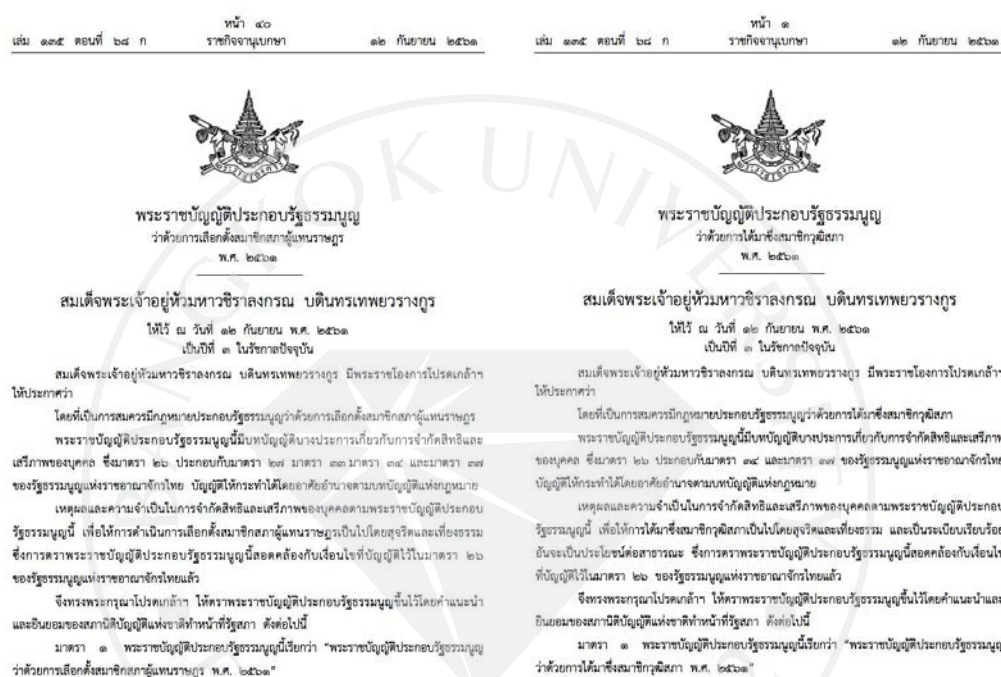 หน้า ๔๐
เล่ม ๑๓๕ ตอนที่ ๖๘ ก ราชกิจจานุเบกษา ๑๒ กันยายน ๒๕๖๑
พระราชบัญญัติประกอบรัฐธรรมนูญ
ว่าด้วยการเลือกตั้งสมาชิกสภาผู้แทนราษฎร
พ.ศ. ๒๕๖๑
สมเด็จพระเจ้าอยู่หัวมหาวชิราลงกรณ บดินทรเทพยวรางกูร
ให้ไว้ ณ วันที่ ๑๒ กันยายน พ.ศ. ๒๕๖๑
เป็นปีที่ ๓ ในรัชกาลปัจจุบัน
สมเด็จพระเจ้าอยู่หัวมหาวชิราลงกรณ บดินทรเทพยวรางกูร มีพระราชโองการโปรดเกล้าฯ
ให้ประกาศว่า
โดยที่เป็นการสมควรมีกฎหมายประกอบรัฐธรรมนูญว่าด้วยการเลือกตั้งสมาชิกสภาผู้แทนราษฎร
พระราชบัญญัติประกอบรัฐธรรมนูญนี้มีบทบัญญัติบางประการเกี่ยวกับการจำกัดสิทธิและ
เสรีภาพของบุคคล ซึ่งมาตรา ๒๖ ประกอบกับมาตรา ๒๗ มาตรา ๓๓ มาตรา ๓๔ และมาตรา ๓๗
ของรัฐธรรมนูญแห่งราชอาณาจักรไทย บัญญัติให้กระทำได้โดยอาศัยอำนาจตามบทบัญญัติแห่งกฎหมาย
เหตุผลและความจำเป็นในการจำกัดสิทธิและเสรีภาพของบุคคลตามพระราชบัญญัติประกอบ
รัฐธรรมนูญนี้ เพื่อให้การดำเนินการเลือกตั้งสมาชิกสภาผู้แทนราษฎรเป็นไปโดยสุจริตและเที่ยงธรรม
ซึ่งการตราพระราชบัญญัติประกอบรัฐธรรมนูญนี้สอดคล้องกับเงื่อนไขที่บัญญัติไว้ในมาตรา ๒๖
ของรัฐธรรมนูญแห่งราชอาณาจักรไทยแล้ว
จึงทรงพระกรุณาโปรดเกล้าฯ ให้ตราพระราชบัญญัติประกอบรัฐธรรมนูญขึ้นไว้โดยคำแนะนำ
และยินยอมของสภานิติบัญญัติแห่งชาติทำหน้าที่รัฐสภา ดังต่อไปนี้
มาตรา ๑ พระราชบัญญัติประกอบรัฐธรรมนูญนี้เรียกว่า “พระราชบัญญัติประกอบรัฐธรรมนูญ
ว่าด้วยการเลือกตั้งสมาชิกสภาผู้แทนราษฎร พ.ศ. ๒๕๖๑”
หน้า ๑
เล่ม ๑๓๕ ตอนที่ ๖๘ ก ราชกิจจานุเบกษา ๑๒ กันยายน ๒๕๖๑
พระราชบัญญัติประกอบรัฐธรรมนูญ
ว่าด้วยการได้มาซึ่งสมาชิกวุฒิสภา
พ.ศ. ๒๕๖๑
สมเด็จพระเจ้าอยู่หัวมหาวชิราลงกรณ บดินทรเทพยวรางกูร
ให้ไว้ ณ วันที่ ๑๒ กันยายน พ.ศ. ๒๕๖๑
เป็นปีที่ ๓ ในรัชกาลปัจจุบัน
สมเด็จพระเจ้าอยู่หัวมหาวชิราลงกรณ บดินทรเทพยวรางกูร มีพระราชโองการโปรดเกล้าฯ
ให้ประกาศว่า
โดยที่เป็นการสมควรมีกฎหมายประกอบรัฐธรรมนูญว่าด้วยการได้มาซึ่งสมาชิกวุฒิสภา
พระราชบัญญัติประกอบรัฐธรรมนูญนี้มีบทบัญญัติบางประการเกี่ยวกับการจำกัดสิทธิและเสรีภาพ
ของบุคคล ซึ่งมาตรา ๒๖ ประกอบกับมาตรา ๓๔ และมาตรา ๓๗ ของรัฐธรรมนูญแห่งราชอาณาจักรไทย
บัญญัติให้กระทำได้โดยอาศัยอำนาจตามบทบัญญัติแห่งกฎหมาย
เหตุผลและความจำเป็นในการจำกัดสิทธิและเสรีภาพของบุคคลตามพระราชบัญญัติประกอบ
รัฐธรรมนูญนี้ เพื่อให้การได้มาซึ่งสมาชิกวุฒิสภาเป็นไปโดยสุจริตและเที่ยงธรรม และเป็นระเบียบเรียบร้อย
อันจะเป็นประโยชน์ต่อสาธารณะ ซึ่งการตราพระราชบัญญัติประกอบรัฐธรรมนูญนี้สอดคล้องกับเงื่อนไข
ที่บัญญัติไว้ในมาตรา ๒๖ ของรัฐธรรมนูญแห่งราชอาณาจักรไทยแล้ว
จึงทรงพระกรุณาโปรดเกล้าฯ ให้ตราพระราชบัญญัติประกอบรัฐธรรมนูญขึ้นไว้โดยคำแนะนำและ
ยินยอมของสภานิติบัญญัติแห่งชาติทำหน้าที่รัฐสภา ดังต่อไปนี้
มาตรา ๑ พระราชบัญญัติประกอบรัฐธรรมนูญนี้เรียกว่า “พระราชบัญญัติประกอบรัฐธรรมนูญ
ว่าด้วยการได้มาซึ่งสมาชิกวุฒิสภา พ.ศ. ๒๕๖๑”
BANGKOK UNIVERS